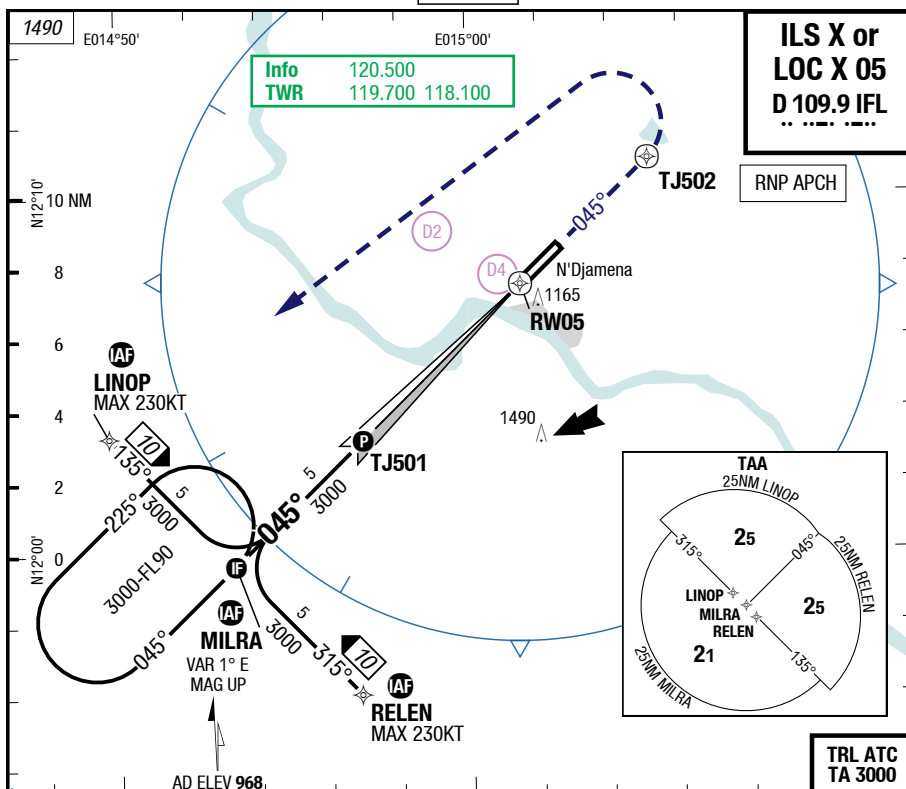 1490
E014°50'
E015°00'
ILS X or
LOC X 05
D 109.9 IFL
Info 120.500
TWR 119.700 118.100
RNP APCH
TJ502
045°
N12°10'
10 NM
D2
D4
N'Djamena
8
1165
RW05
6
IAF
LINOP
MAX 230KT
4
1490
10
135°
P
TJ501
5
3000
2
5
3000
225°
045°
3000-FL90
N12°00'
0
IF
IAF
MILRA
VAR 1° E
MAG UP
045°
5
3000
315°
10
IAF
RELEN
MAX 230KT
AD ELEV 968
TAA
25NM LINOP
25
315°
045°
25NM RELEN
LINOP
MILRA
RELEN
25
21
135°
25NM MILRA
TRL ATC
TA 3000